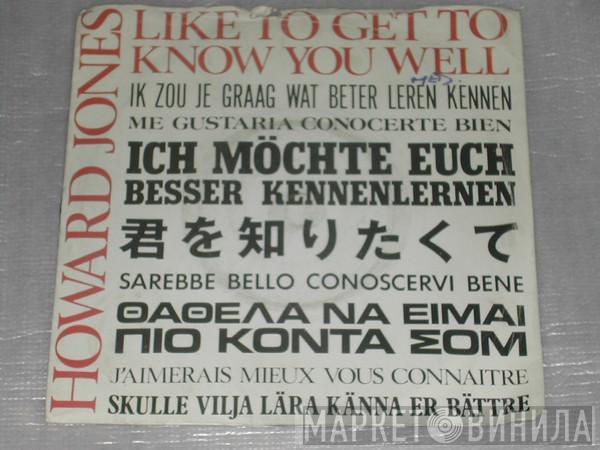 HOWARD JONES
LIKE TO GET TO
KNOW YOU WELL
IK ZOU JE GRAAG WAT BETER LEREN KENNEN
ME GUSTARIA CONOCERTE BIEN
ICH MÖCHTE EUCH
BESSER KENNENLERNEN
君を知りたくて
SAREBBE BELLO CONOSCERVI BENE
ΘΑΘΕΛΑ ΝΑ ΕΙΜΑΙ
ΠΙΟ ΚΟΝΤΑ ΣΟΜ
J'AIMERAIS MIEUX VOUS CONNAITRE
SKULLE VILJA LÄRA KÄNNA ER BÄTTRE
МАРКЕТ ВИНИЛА